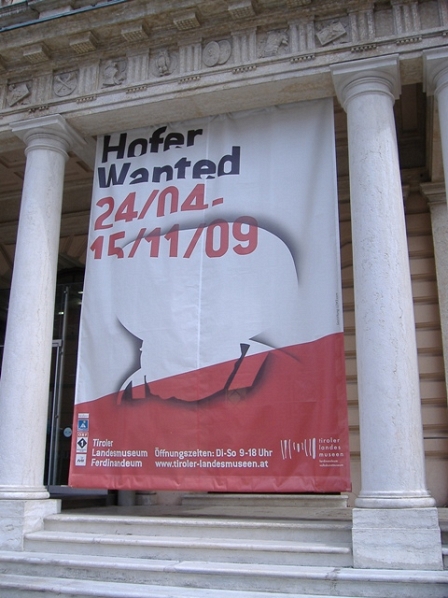 Hofer
Wanted
24/04-
15/11/09
Tiroler
Landesmuseum
Ferdinandeum
Öffnungszeiten: Di-So 9-18 Uhr
www.tiroler-landesmuseen.at
tiroler
landes
museen